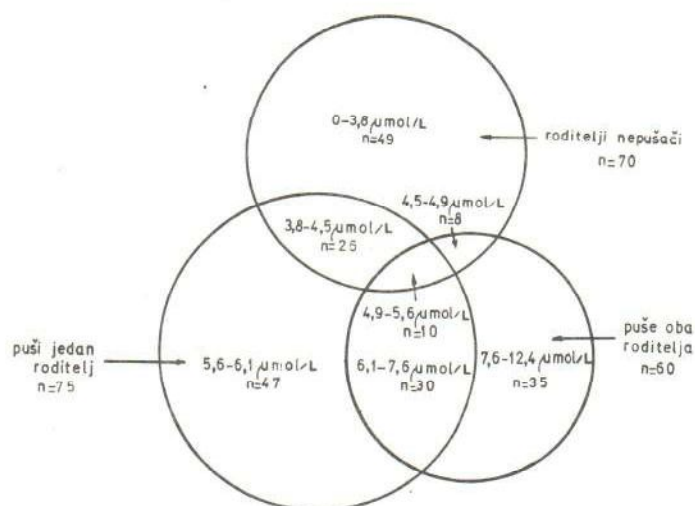 0-3,8 µmol/L
n=49
roditelji nepušači
n=70
4,5-4,9 µmol/L
n=8
3,8-4,5 µmol/L
n=26
4,9-5,6 µmol/L
n=10
puši jedan
roditelj
n=75
5,6-6,1 µmol/L
n=47
6,1-7,6 µmol/L
n=30
7,6-12,4 µmol/L
n=35
puše oba
roditelja
n=60